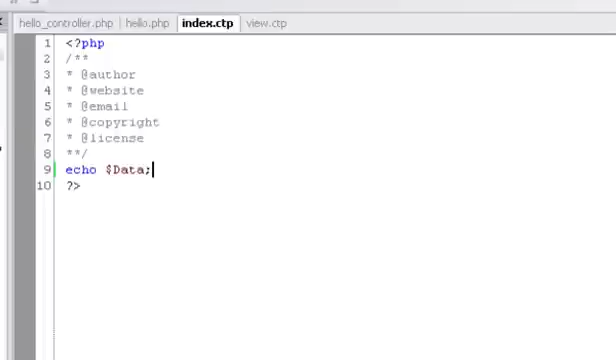 hello_controller.php hello.php index.ctp view.ctp
1 <?php
2 /**
3 * @author
4 * @website
5 * @email
6 * @copyright
7 * @license
8 **/
9 echo $Data;
10 ?>